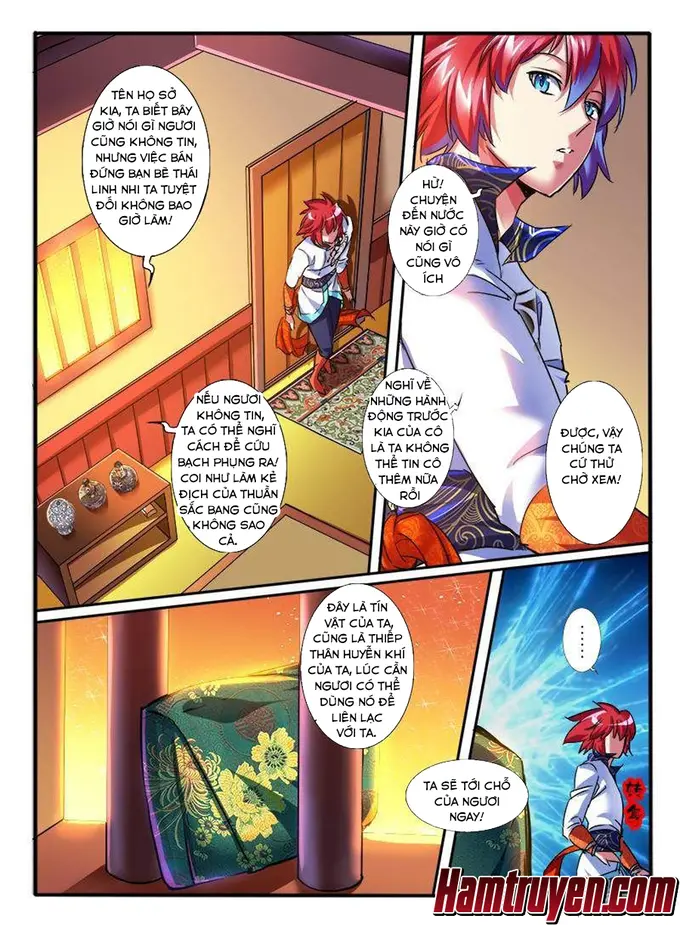 TÊN HỌ SỞ
KIA, TA BIẾT BÂY
GIỜ NÓI GÌ NGƯƠI
CŨNG KHÔNG TIN,
NHƯNG VIỆC BÁN
ĐỨNG BẠN BÈ THÁI
LINH NHI TA TUYỆT
ĐỐI KHÔNG BAO
GIỜ LÀM!
NẾU NGƯƠI
KHÔNG TIN,
TA CÓ THỂ NGHĨ
CÁCH ĐỂ CỨU
BẠCH PHỤNG RA!
COI NHƯ LÀM KẺ
ĐỊCH CỦA THUẦN
SẮC BANG CŨNG
KHÔNG SAO
CẢ.
HỪ!
CHUYỆN
ĐẾN NƯỚC
NÀY GIỜ CÓ
NÓI GÌ
CŨNG VÔ
ÍCH
NGHĨ VỀ
NHỮNG HÀNH
ĐỘNG TRƯỚC
KIA CỦA CÔ
LÀ TA KHÔNG
THỂ TIN CÔ
THÊM NỮA
RỒI
ĐƯỢC, VẬY
CHÚNG TA
CỨ THỬ
CHỜ XEM!
ĐÂY LÀ TÍN
VẬT CỦA TA,
CŨNG LÀ THIẾP
THÂN HUYỄN KHÍ
CỦA TA, LÚC CẦN
NGƯƠI CÓ THỂ
DÙNG NÓ ĐỂ
LIÊN LẠC
VỚI TA.
......
TA SẼ TỚI CHỖ
CỦA NGƯƠI
NGAY!
Hamtruyen.com